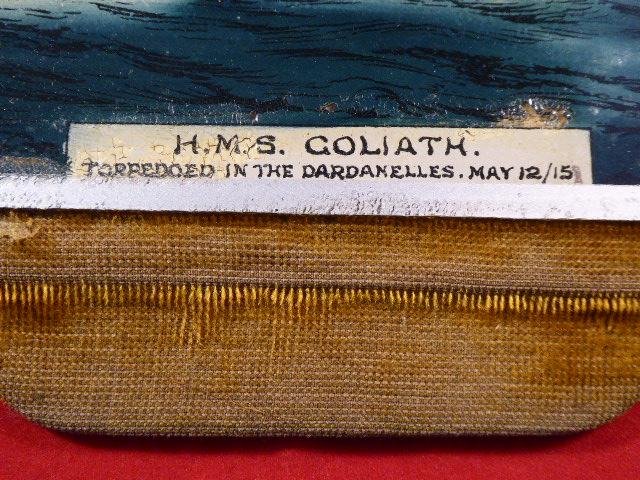 H.M.S. GOLIATH.
TORPEDOED IN THE DARDANELLES. MAY 12/15